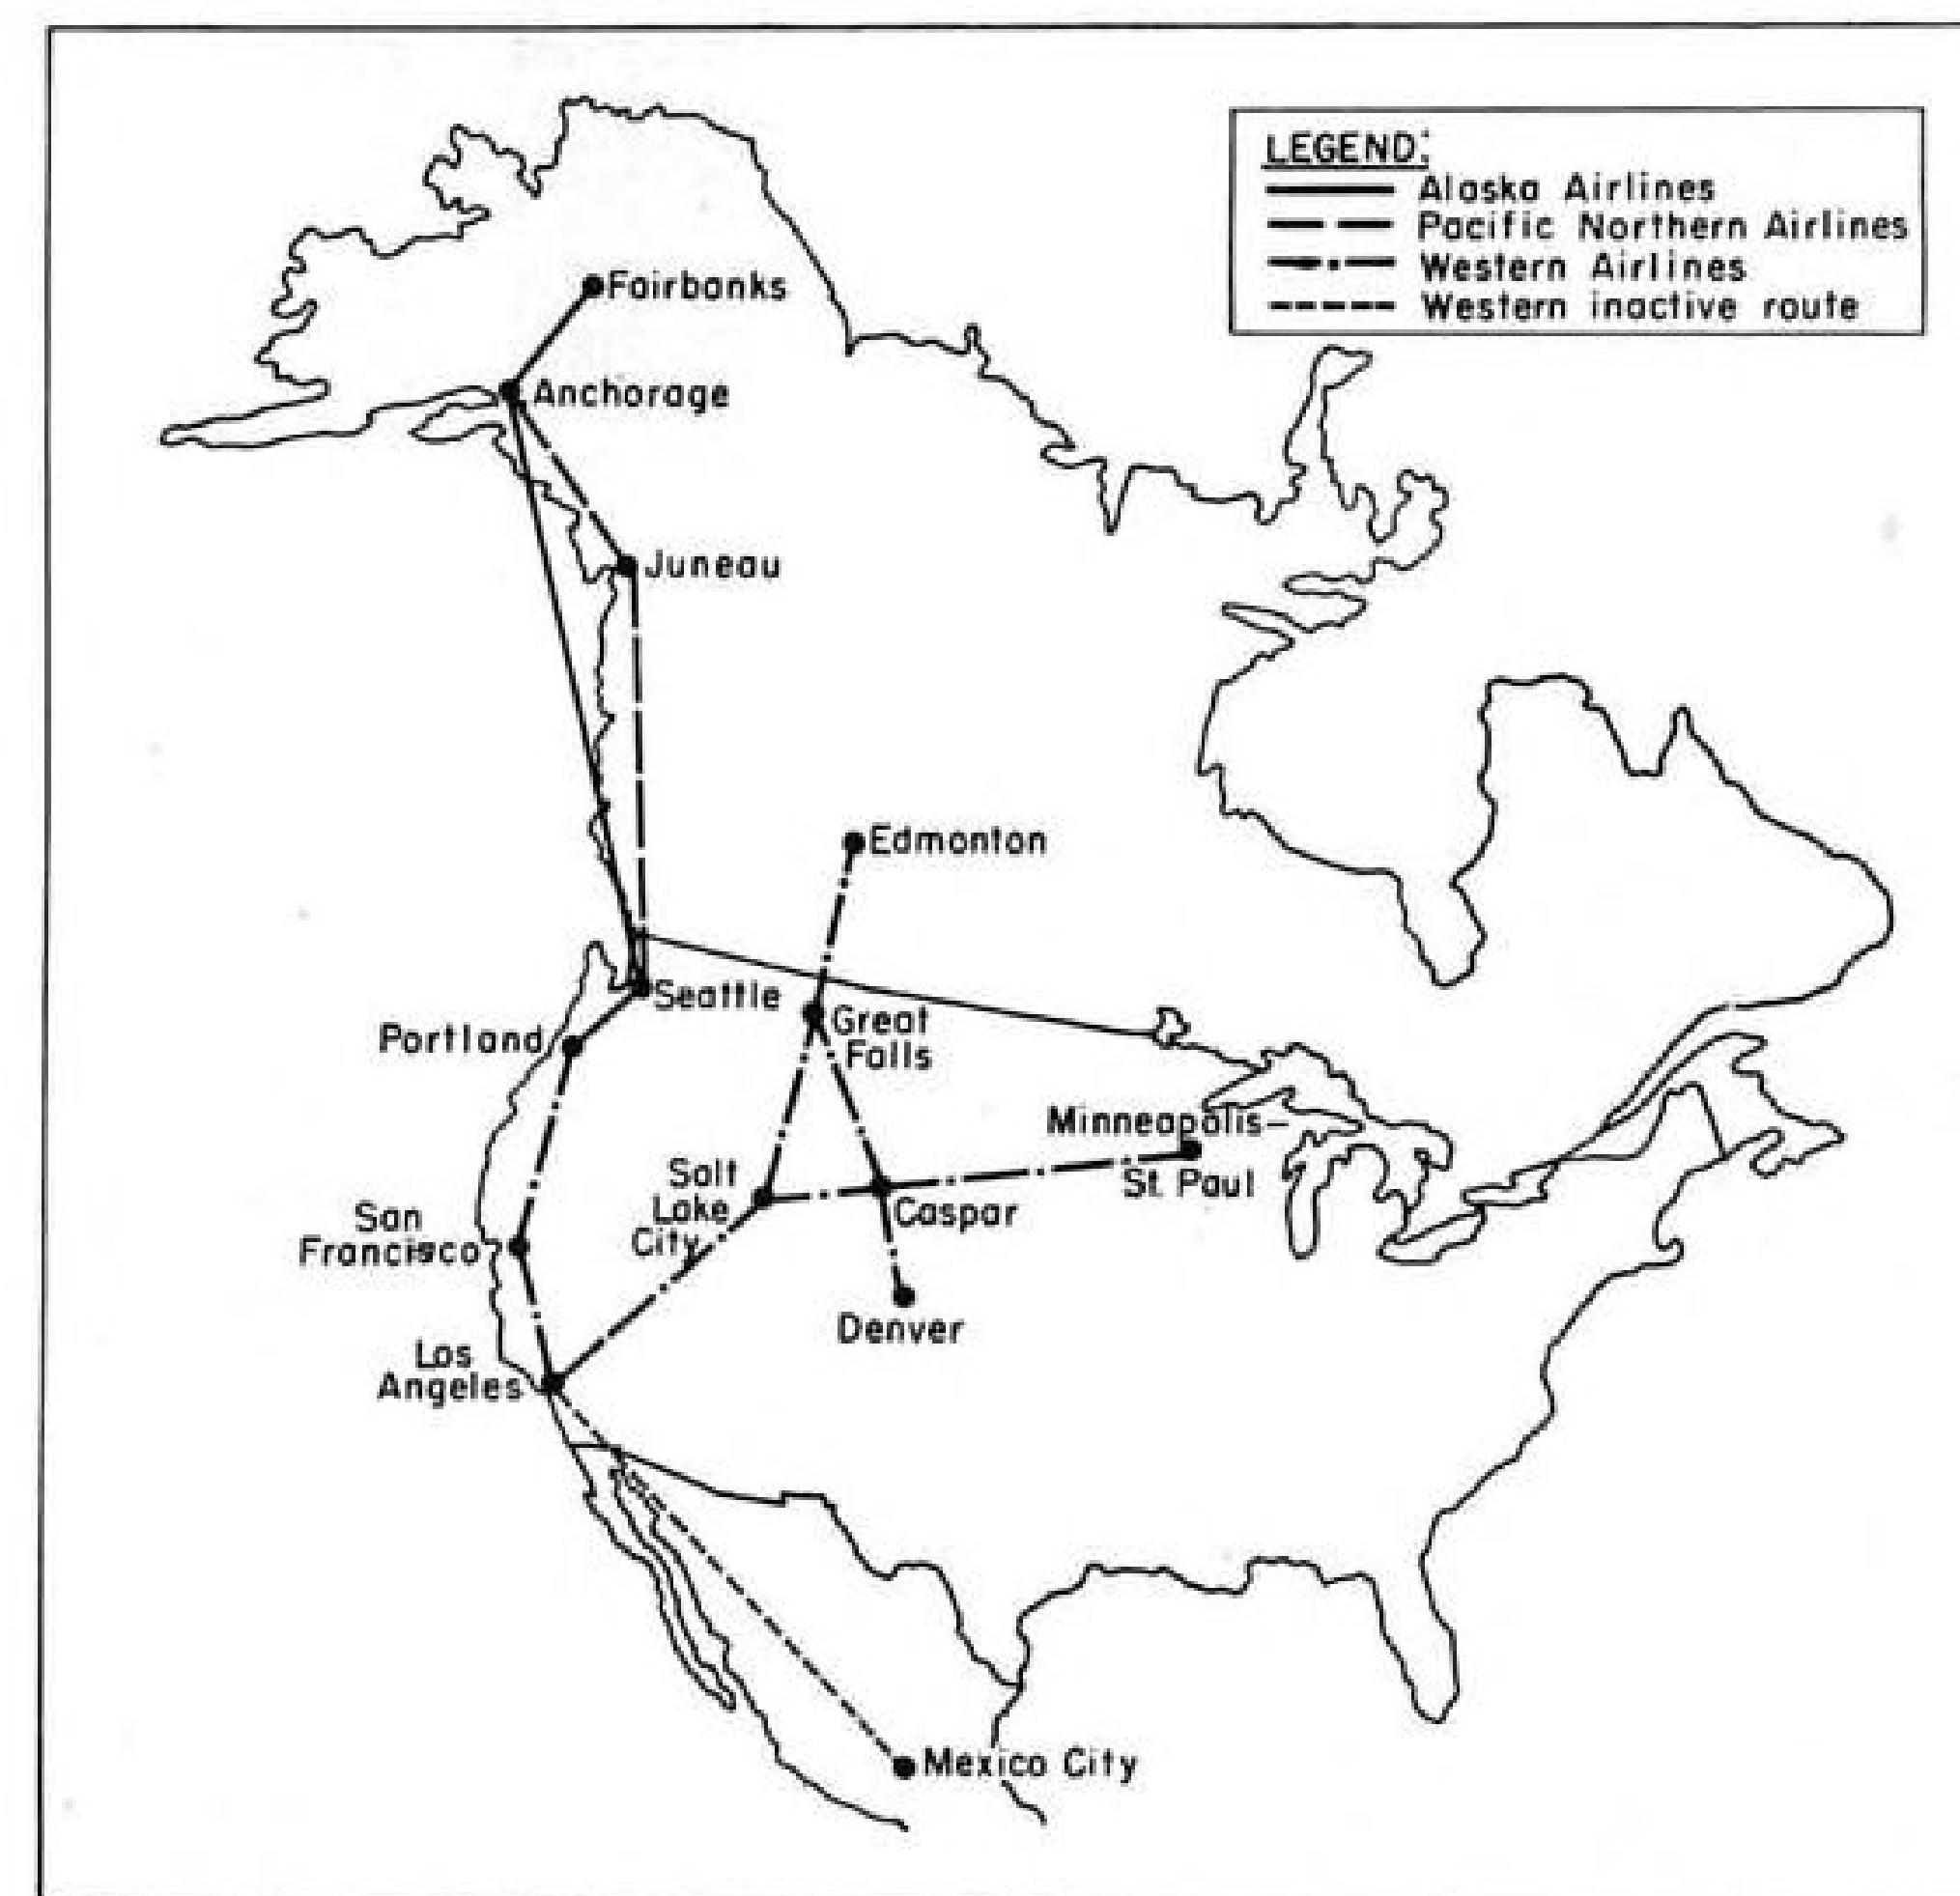 LEGEND:
Alaska Airlines
Pacific Northern Airlines
Western Airlines
Western inactive route
Fairbanks
Anchorage
Juneau
Edmonton
Seattle
Great
Falls
Portland
Minneapolis-
St. Paul
Salt
Lake
City
Caspar
San
Francisco
Denver
Los
Angeles
Mexico City